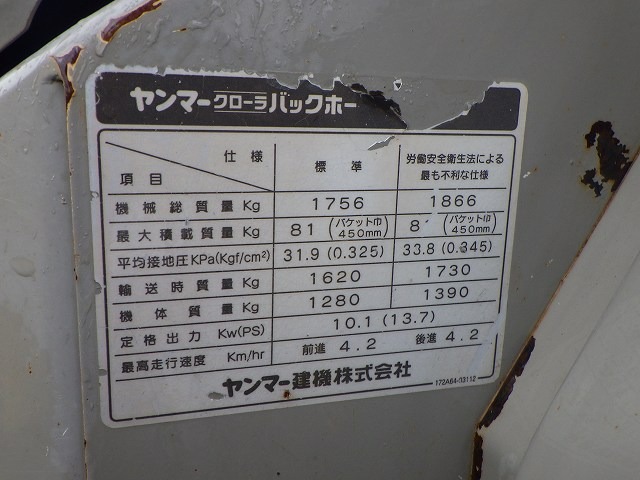 ヤンマークローラバックホー
仕様 標準 労働安全衛生法による
項目 最も不利な仕様
機械総質量 Kg 1756 1866
最大積載質量 Kg 81 (バケット巾 450mm) 8 (バケット巾 450mm)
平均接地圧 KPa(Kgf/cm²) 31.9 (0.325) 33.8 (0.345)
輸送時質量 Kg 1620 1730
機体質量 Kg 1280 1390
定格出力 Kw(PS) 10.1 (13.7)
最高走行速度 Km/hr 前進 4.2 後進 4.2
ヤンマー建機株式会社
172A64-03112